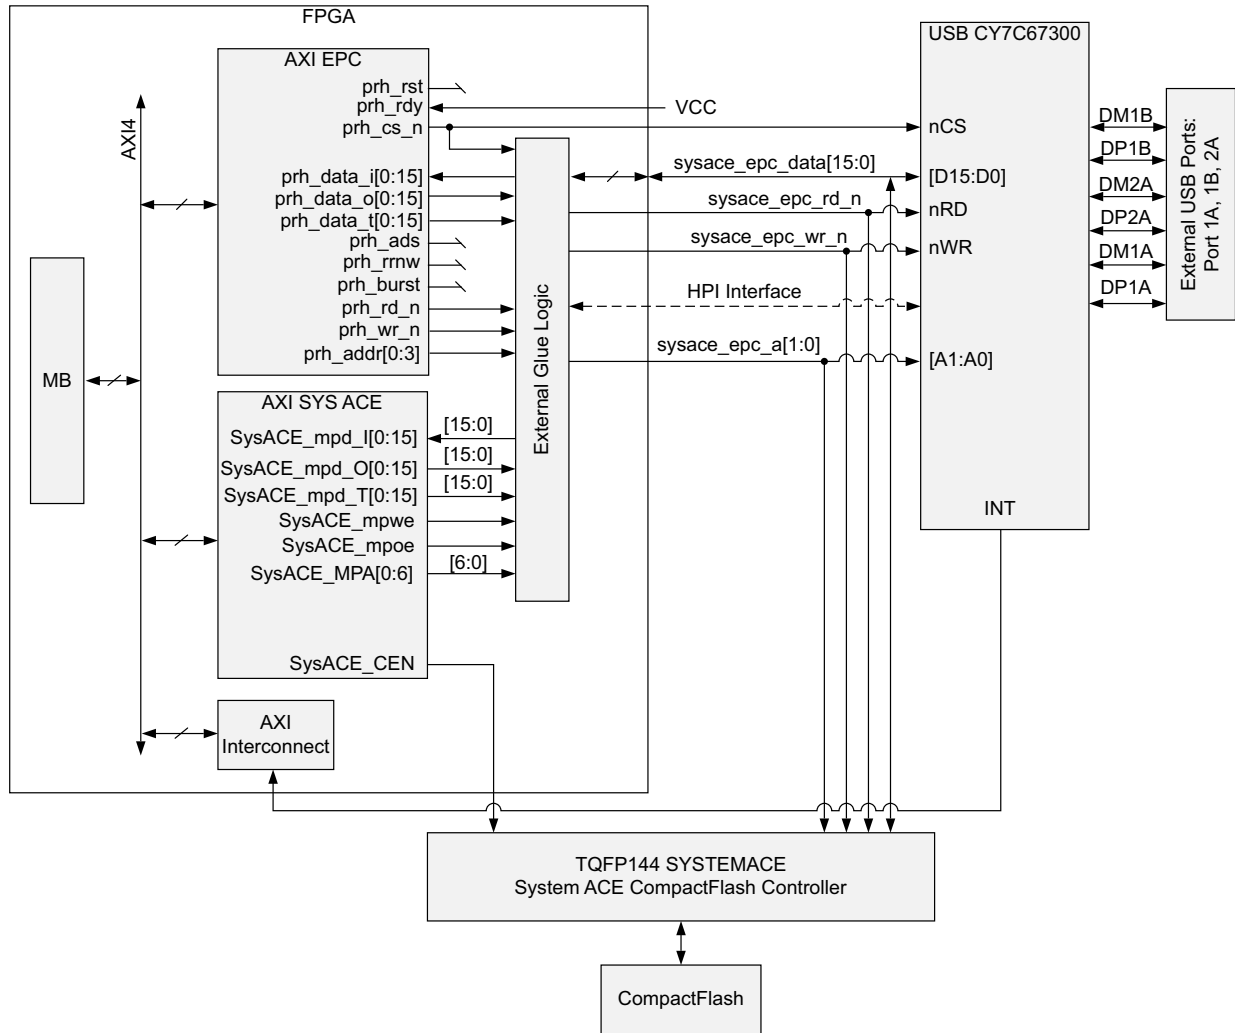 FPGA
AXI EPC
prh_rst
prh_rdy
prh_cs_n
prh_data_i[0:15]
prh_data_o[0:15]
prh_data_t[0:15]
prh_ads
prh_rrnw
prh_burst
prh_rd_n
prh_wr_n
prh_addr[0:3]
AXI4
MB
AXI SYS ACE
SysACE_mpd_I[0:15]
SysACE_mpd_O[0:15]
SysACE_mpd_T[0:15]
SysACE_mpwe
SysACE_mpoe
SysACE_MPA[0:6]
SysACE_CEN
[15:0]
[15:0]
[15:0]
[6:0]
AXI
Interconnect
External Glue Logic
VCC
sysace_epc_data[15:0]
sysace_epc_rd_n
sysace_epc_wr_n
HPI Interface
sysace_epc_a[1:0]
USB CY7C67300
nCS
[D15:D0]
nRD
nWR
[A1:A0]
INT
DM1B
DP1B
DM2A
DP2A
DM1A
DP1A
External USB Ports:
Port 1A, 1B, 2A
TQFP144 SYSTEMACE
System ACE CompactFlash Controller
CompactFlash